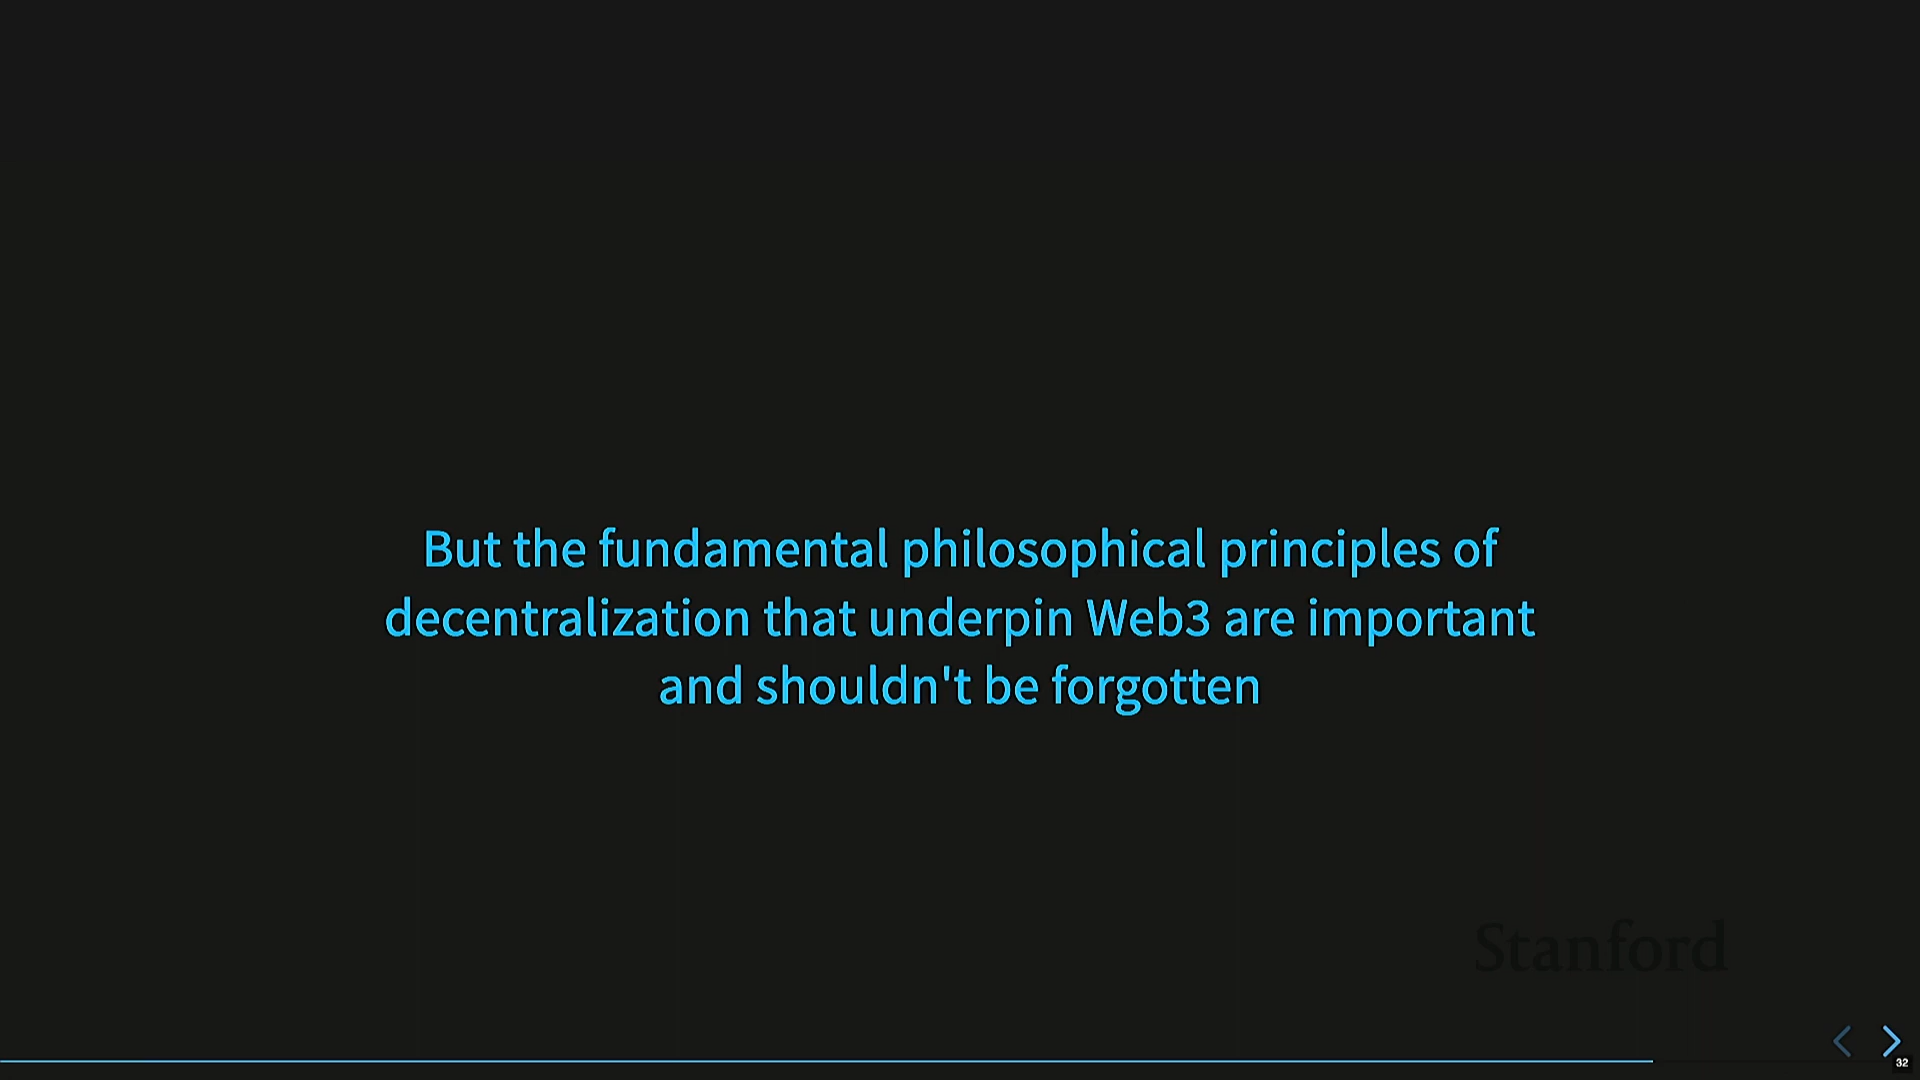 But the fundamental philosophical principles of
decentralization that underpin Web3 are important
and shouldn't be forgotten
Stanford
32